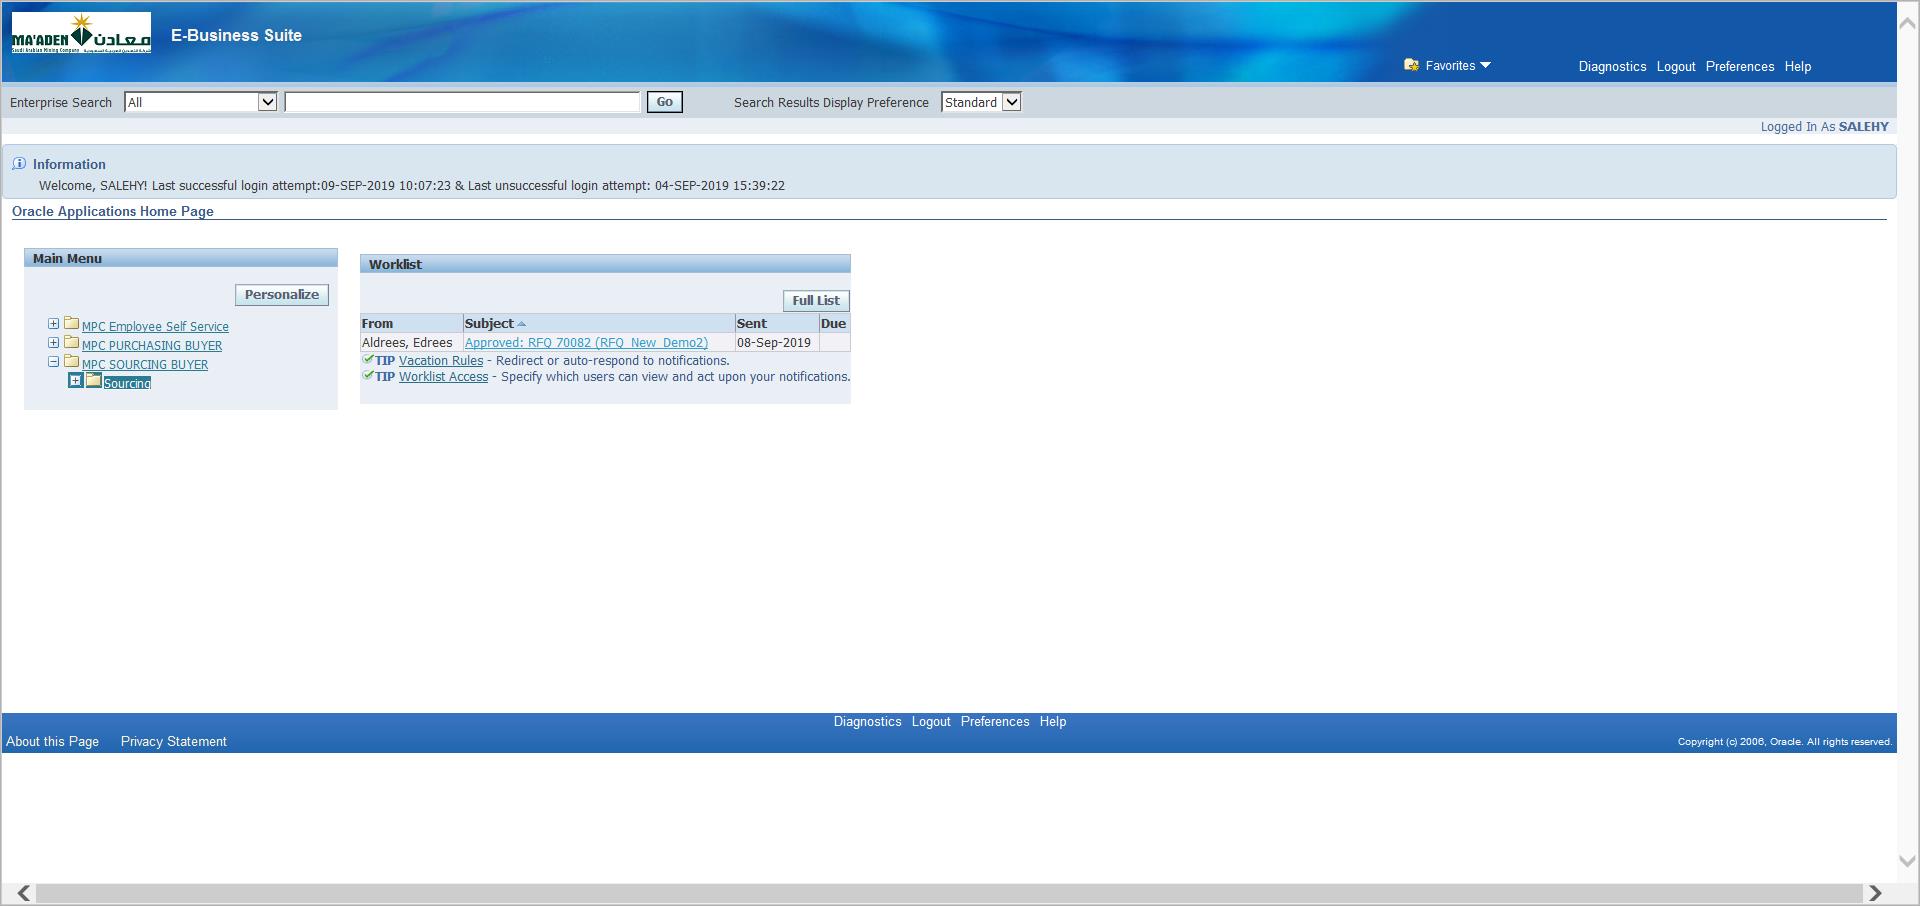 MA'ADEN معادن
Saudi Arabian Mining Company
E-Business Suite
Favorites
Diagnostics Logout Preferences Help
Enterprise Search All Go Search Results Display Preference Standard
Logged In As SALEHY
Information
Welcome, SALEHY! Last successful login attempt:09-SEP-2019 10:07:23 & Last unsuccessful login attempt: 04-SEP-2019 15:39:22
Oracle Applications Home Page
Main Menu
Personalize
MPC Employee Self Service
MPC PURCHASING BUYER
MPC SOURCING BUYER
Sourcing
Worklist
Full List
From Subject Sent Due
Aldrees, Edrees Approved: RFQ 70082 (RFQ_New_Demo2) 08-Sep-2019
TIP Vacation Rules - Redirect or auto-respond to notifications.
TIP Worklist Access - Specify which users can view and act upon your notifications.
Diagnostics Logout Preferences Help
About this Page Privacy Statement
Copyright (c) 2006, Oracle. All rights reserved.